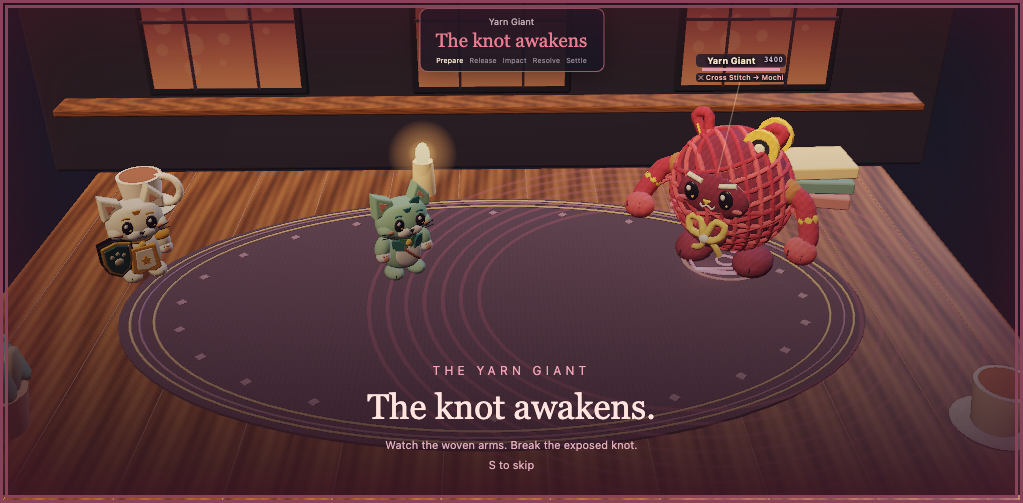 Yarn Giant
The knot awakens
Prepare Release Impact Resolve Settle
Yarn Giant 3400
× Cross Stitch → Mochi
THE YARN GIANT
The knot awakens.
Watch the woven arms. Break the exposed knot.
S to skip